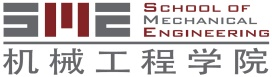 SME
SCHOOL OF
MECHANICAL
ENGINEERING
机械工程学院